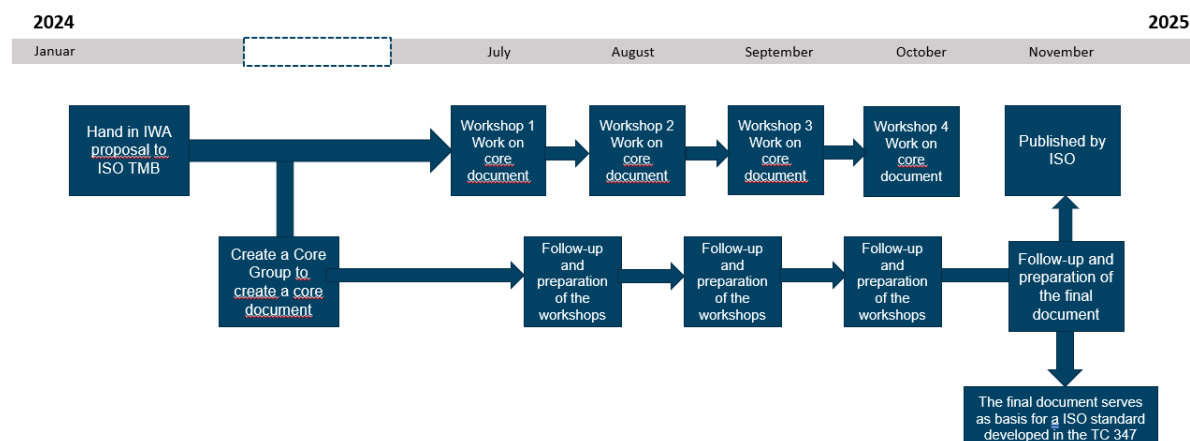 2024
2025
Januar
July
August
September
October
November
Hand in IWA
proposal to
ISO TMB
Workshop 1
Work on
core
document
Workshop 2
Work on
core
document
Workshop 3
Work on
core
document
Workshop 4
Work on
core
document
Published by
ISO
Create a Core
Group to
create a core
document
Follow-up
and
preparation
of the
workshops
Follow-up
and
preparation
of the
workshops
Follow-up
and
preparation
of the
workshops
Follow-up and
preparation of
the final
document
The final document serves
as basis for a ISO standard
developed in the TC 347